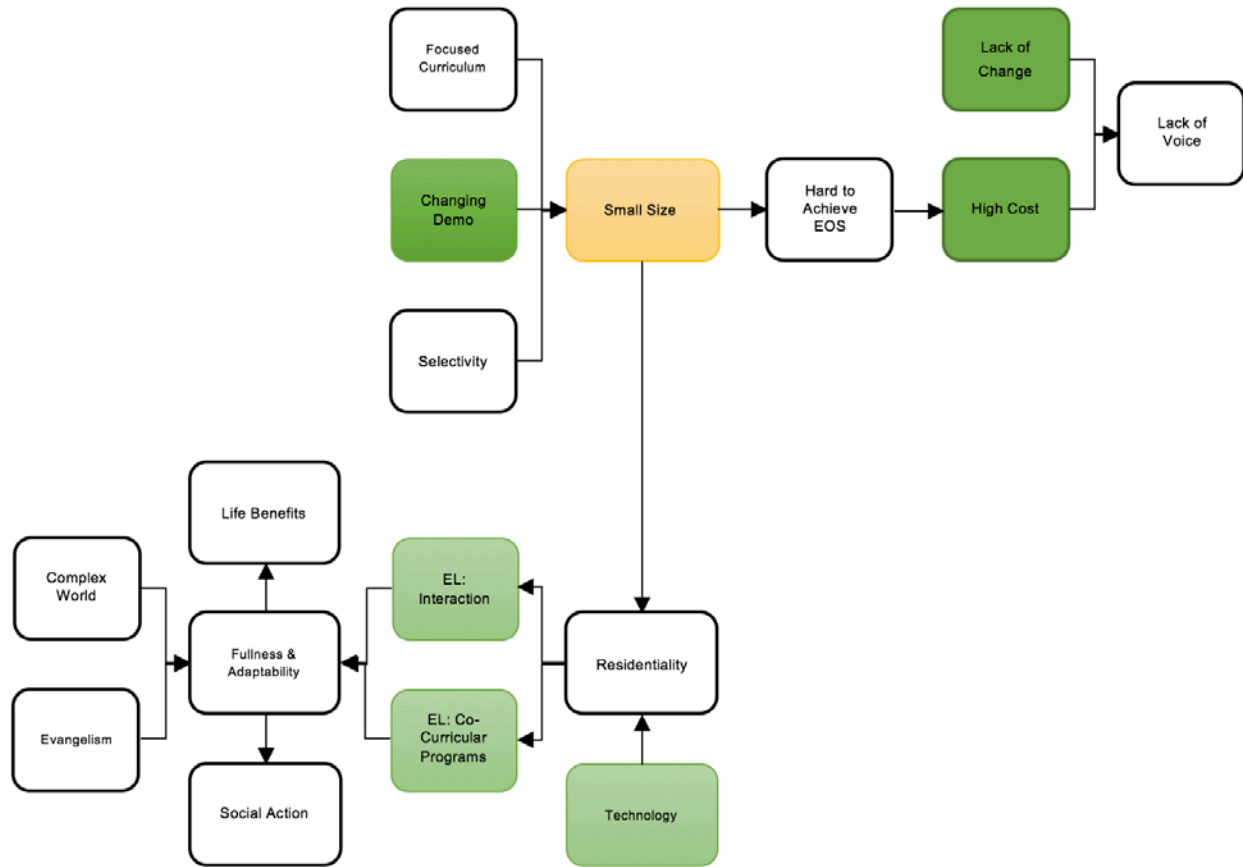 Focused
Curriculum
Lack of
Change
Lack of
Voice
Changing
Demo
Small Size
Hard to
Achieve
EOS
High Cost
Selectivity
Life Benefits
Complex
World
EL:
Interaction
Fullness &
Adaptability
Residentiality
Evangelism
EL: Co-
Curricular
Programs
Social Action
Technology